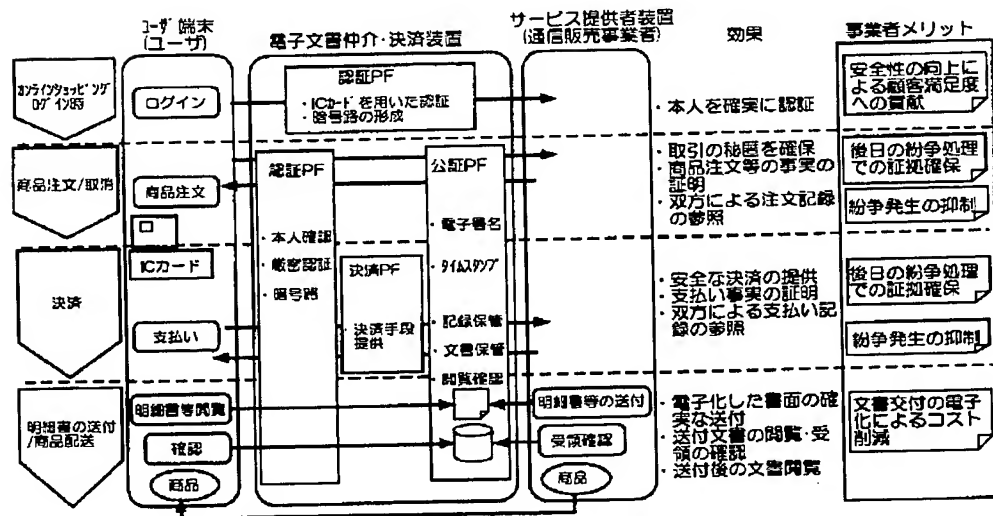 ユーザ端末
(ユーザ)
電子文書仲介・決済装置
サービス提供者装置
(通信販売事業者)
効果
事業者メリット
オンラインショッピング
ログイン時
ログイン
認証PF
・ICカードを用いた認証
・暗号路の形成
・本人を確実に認証
安全性の向上に
よる顧客満足度
への貢献
商品注文/取消
商品注文
認証PF
・本人確認
・厳密認証
・暗号路
公証PF
・電子署名
・タイムスタンプ
・記録保管
・文書保管
・閲覧確認
・取引の秘匿を確保
・商品注文等の事実の
証明
・双方による注文記録
の参照
後日の紛争処理
での証拠確保
紛争発生の抑制
ICカード
決済
支払い
決済PF
・決済手段
提供
・安全な決済の提供
・支払い事実の証明
・双方による支払い記
録の参照
後日の紛争処理
での証拠確保
紛争発生の抑制
明細書の送付
/商品配送
明細書等閲覧
確認
商品
明細書等の送付
受領確認
商品
・電子化した書面の確
実な送付
・送付文書の閲覧・受
領の確認
・送付後の文書閲覧
文書交付の電子
化によるコスト
削減